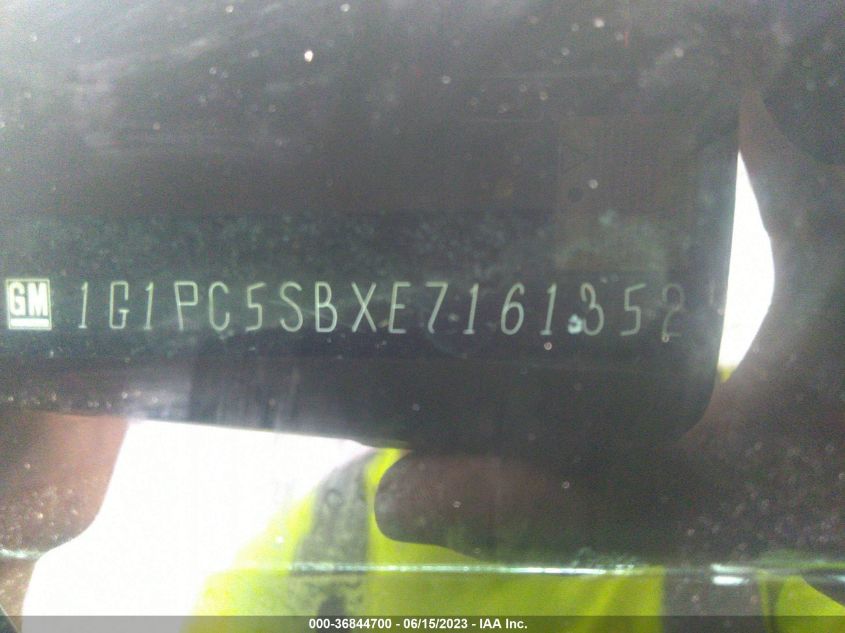 GM 1G1PC5SBXE7161352
000-36844700 - 06/15/2023 - IAA Inc.